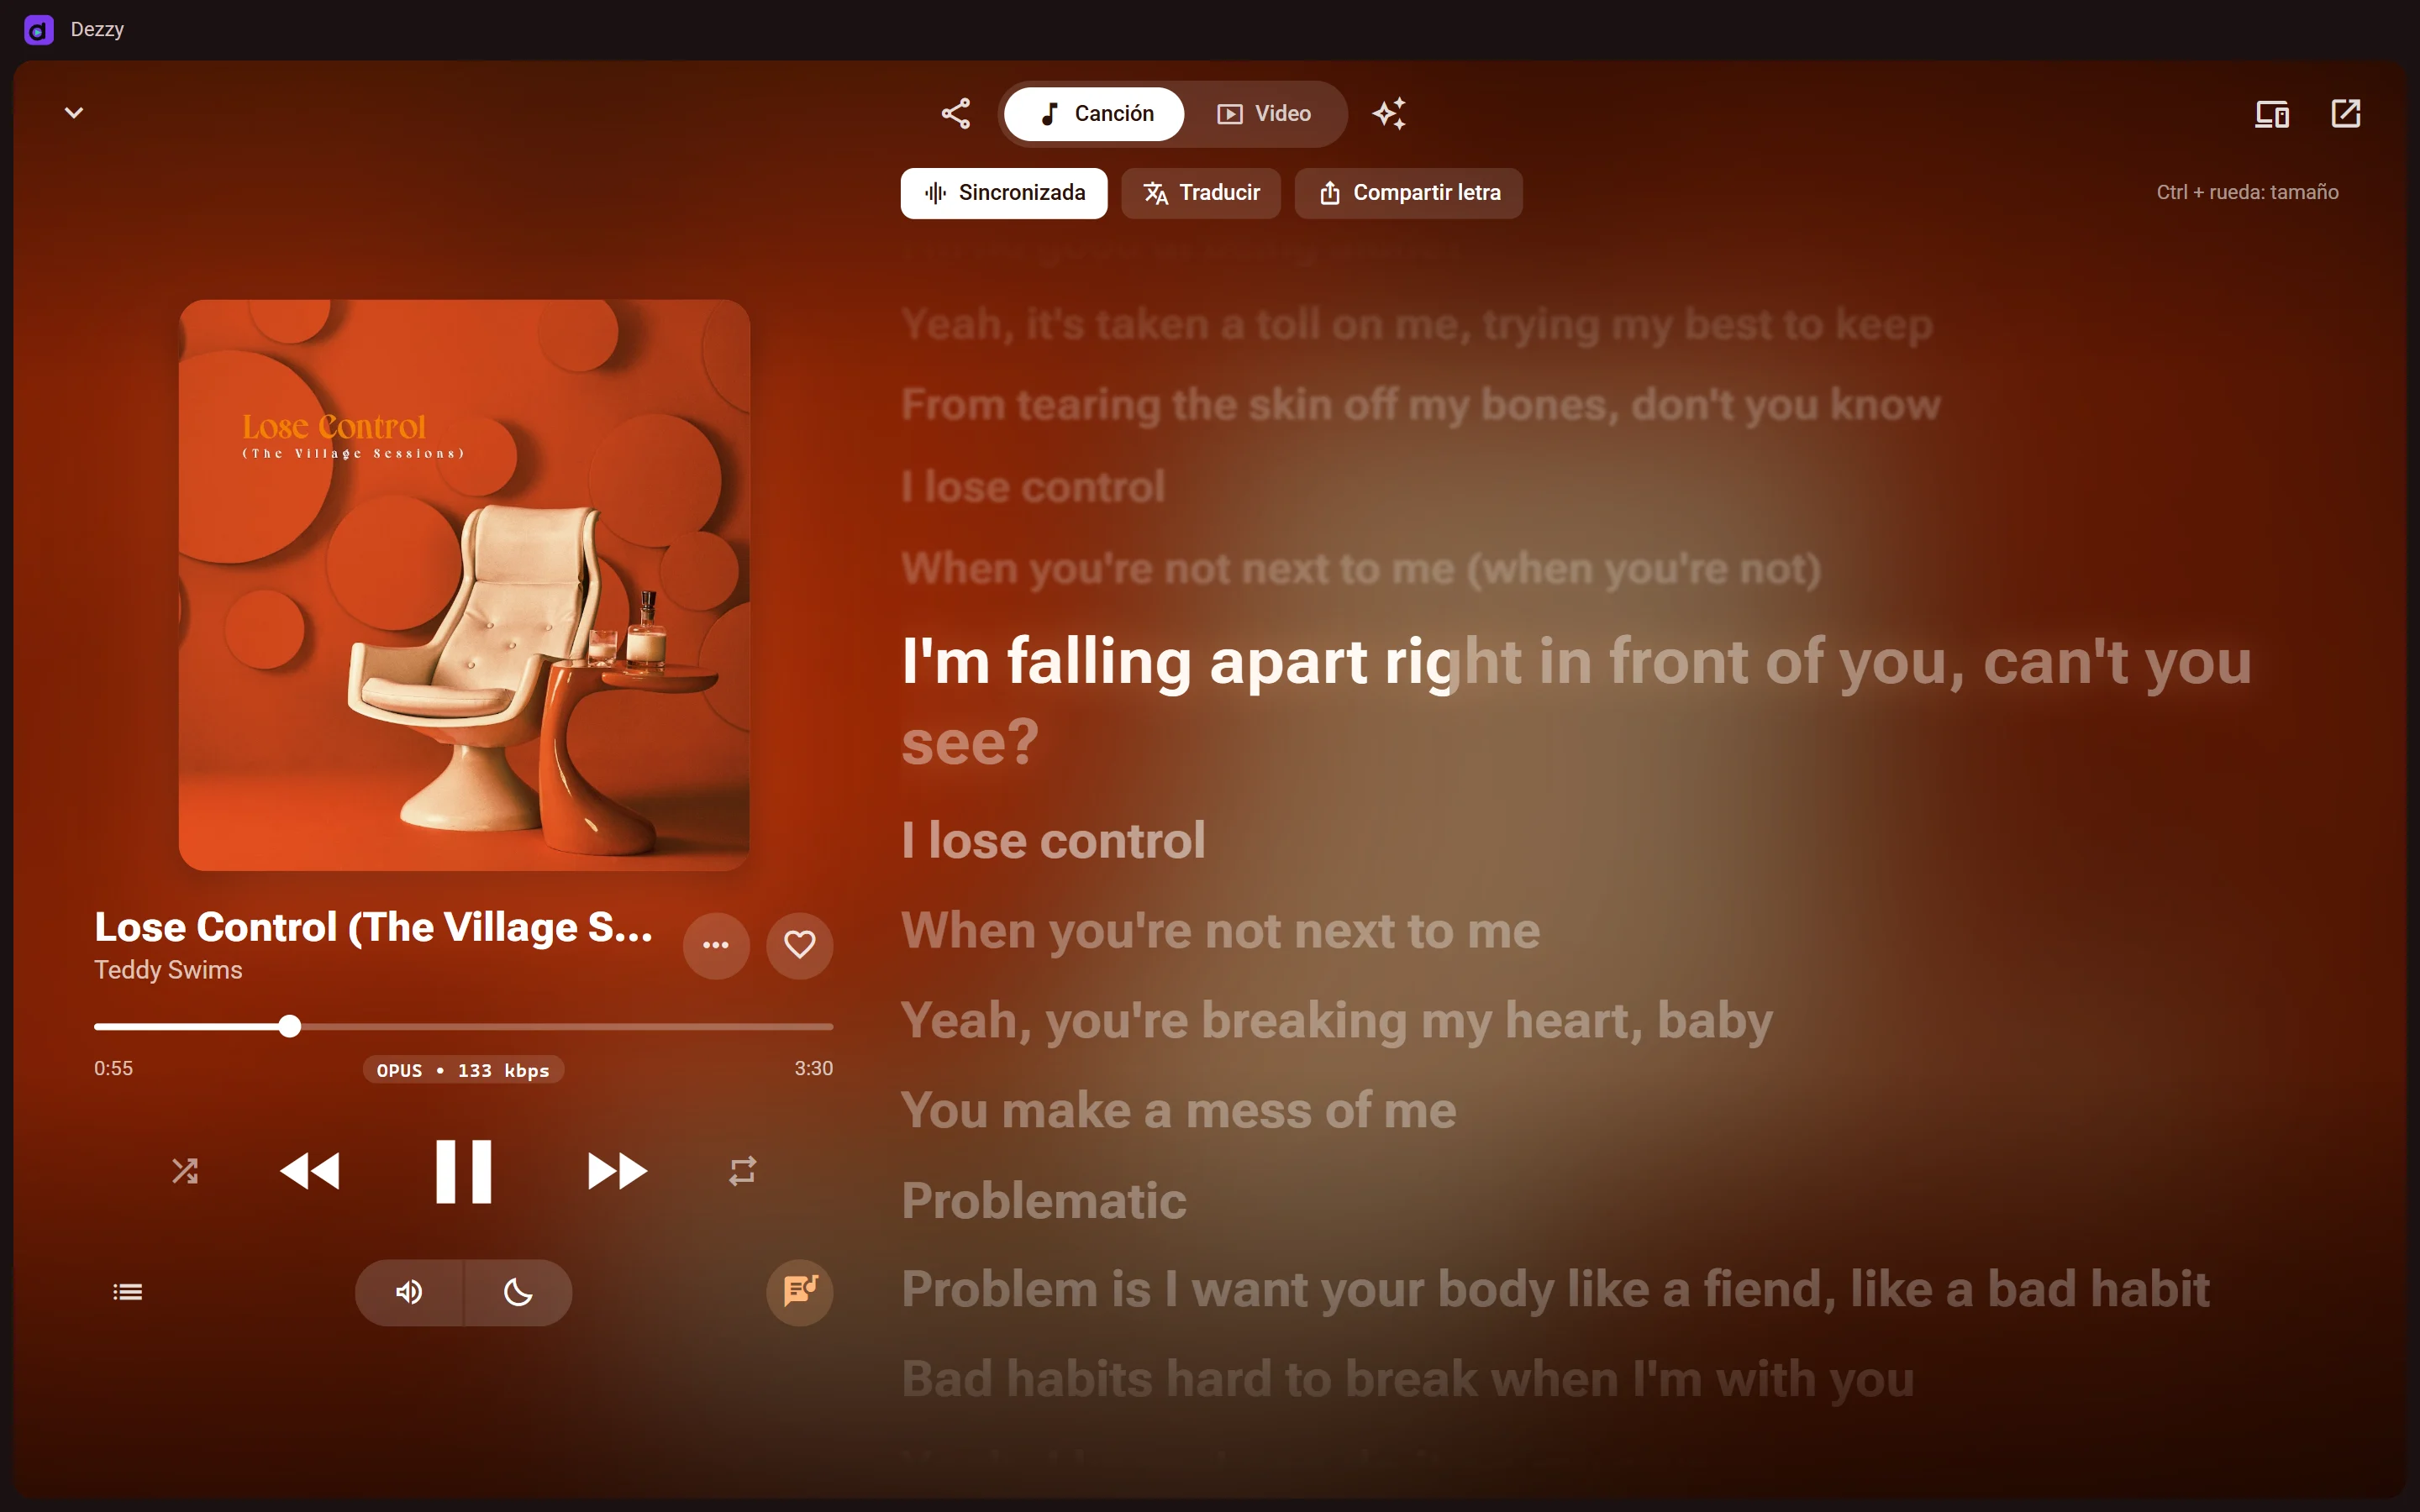 Dezzy
Canción
Video
Sincronizada
Traducir
Compartir letra
Ctrl + rueda: tamaño
Lose Control
(The Village Sessions)
Lose Control (The Village S...
Teddy Swims
0:55
OPUS • 133 kbps
3:30
Yeah, it's taken a toll on me, trying my best to keep
From tearing the skin off my bones, don't you know
I lose control
When you're not next to me (when you're not)
I'm falling apart right in front of you, can't you
see?
I lose control
When you're not next to me
Yeah, you're breaking my heart, baby
You make a mess of me
Problematic
Problem is I want your body like a fiend, like a bad habit
Bad habits hard to break when I'm with you